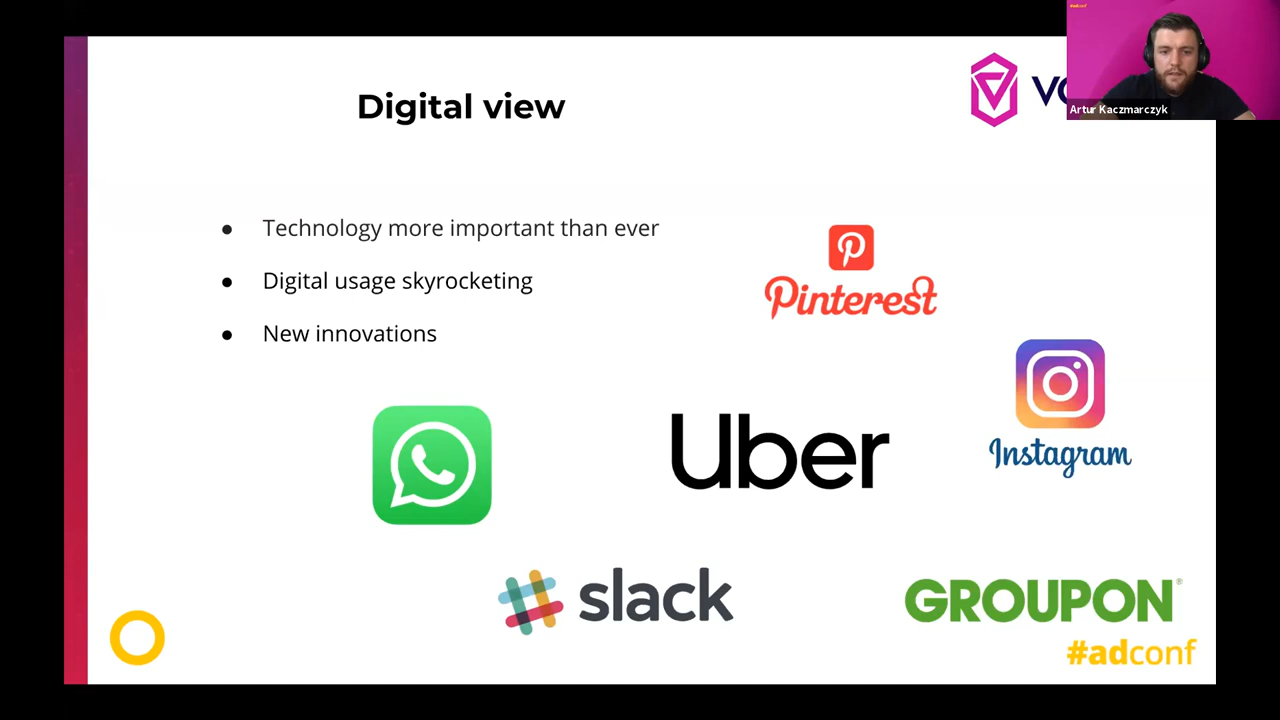 #adconf
Digital view
Artur Kaczmarczyk
Technology more important than ever
Digital usage skyrocketing
New innovations
Pinterest
Instagram
Uber
slack
GROUPON®
#adconf